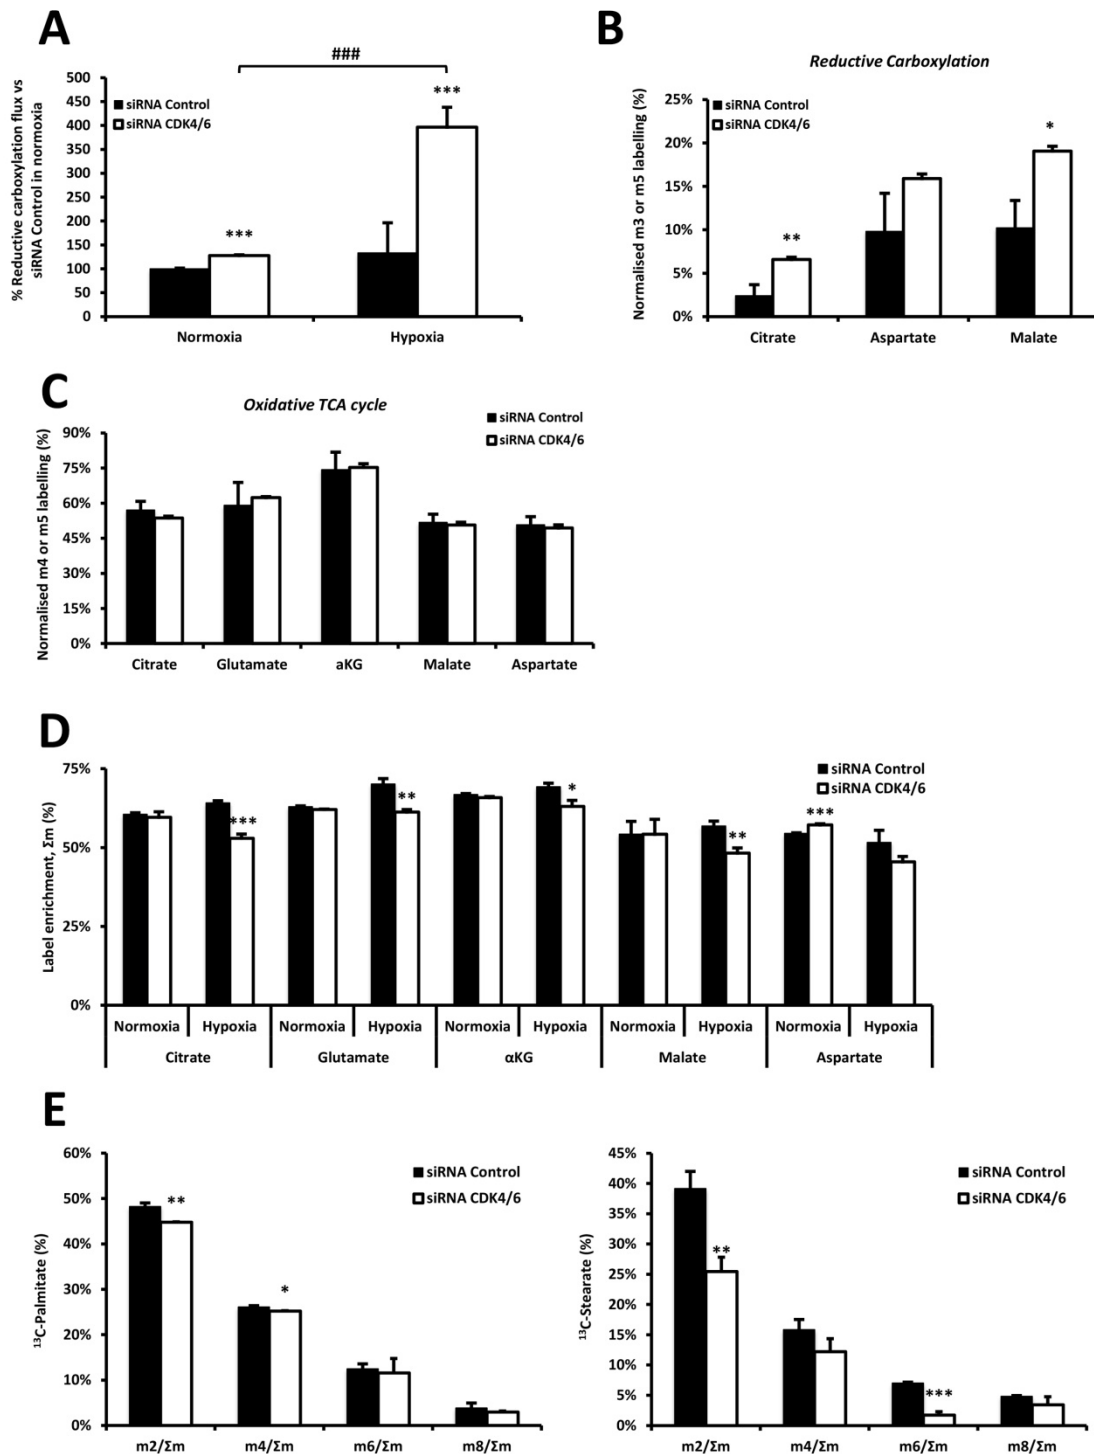 A
###
% Reductive carboxylation flux vs
siRNA Control in normoxia
500
450
400
350
300
250
200
150
100
50
0
siRNA Control
siRNA CDK4/6
***
***
Normoxia Hypoxia
B
Reductive Carboxylation
Normalised m3 or m5 labelling (%)
25%
20%
15%
10%
5%
0%
siRNA Control
siRNA CDK4/6
**
*
Citrate Aspartate Malate
C
Oxidative TCA cycle
Normalised m4 or m5 labelling (%)
90%
75%
60%
45%
30%
15%
0%
siRNA Control
siRNA CDK4/6
Citrate Glutamate aKG Malate Aspartate
D
Label enrichment, Σm (%)
75%
50%
25%
0%
siRNA Control
siRNA CDK4/6
*** ** * ** ***
Normoxia Hypoxia Normoxia Hypoxia Normoxia Hypoxia Normoxia Hypoxia Normoxia Hypoxia
Citrate Glutamate αKG Malate Aspartate
E
¹³C-Palmitate (%)
60%
50%
40%
30%
20%
10%
0%
siRNA Control
siRNA CDK4/6
**
*
m2/Σm m4/Σm m6/Σm m8/Σm
¹³C-Stearate (%)
45%
40%
35%
30%
25%
20%
15%
10%
5%
0%
siRNA Control
siRNA CDK4/6
**
***
m2/Σm m4/Σm m6/Σm m8/Σm